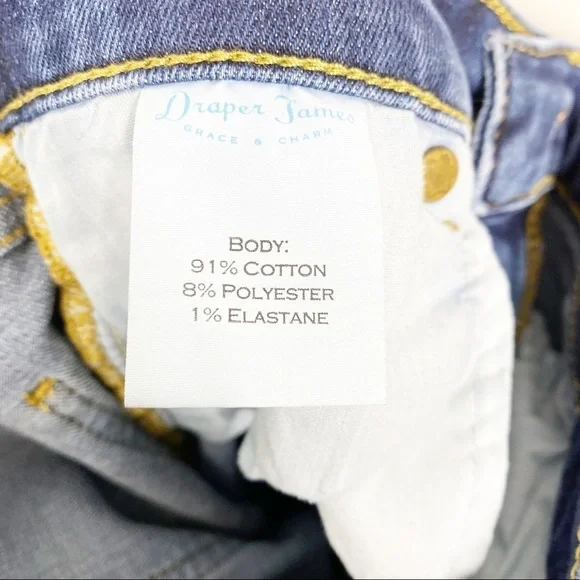 Draper James
GRACE & CHARM
BODY:
91% COTTON
8% POLYESTER
1% ELASTANE